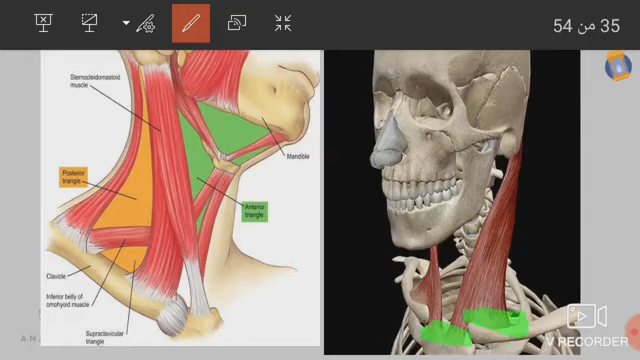 35 من 54
Sternocleidomastoid
muscle
Mandible
Posterior
triangle
Anterior
triangle
Clavicle
Inferior belly of
omohyoid muscle
Supraclavicular
triangle
V RECORDER